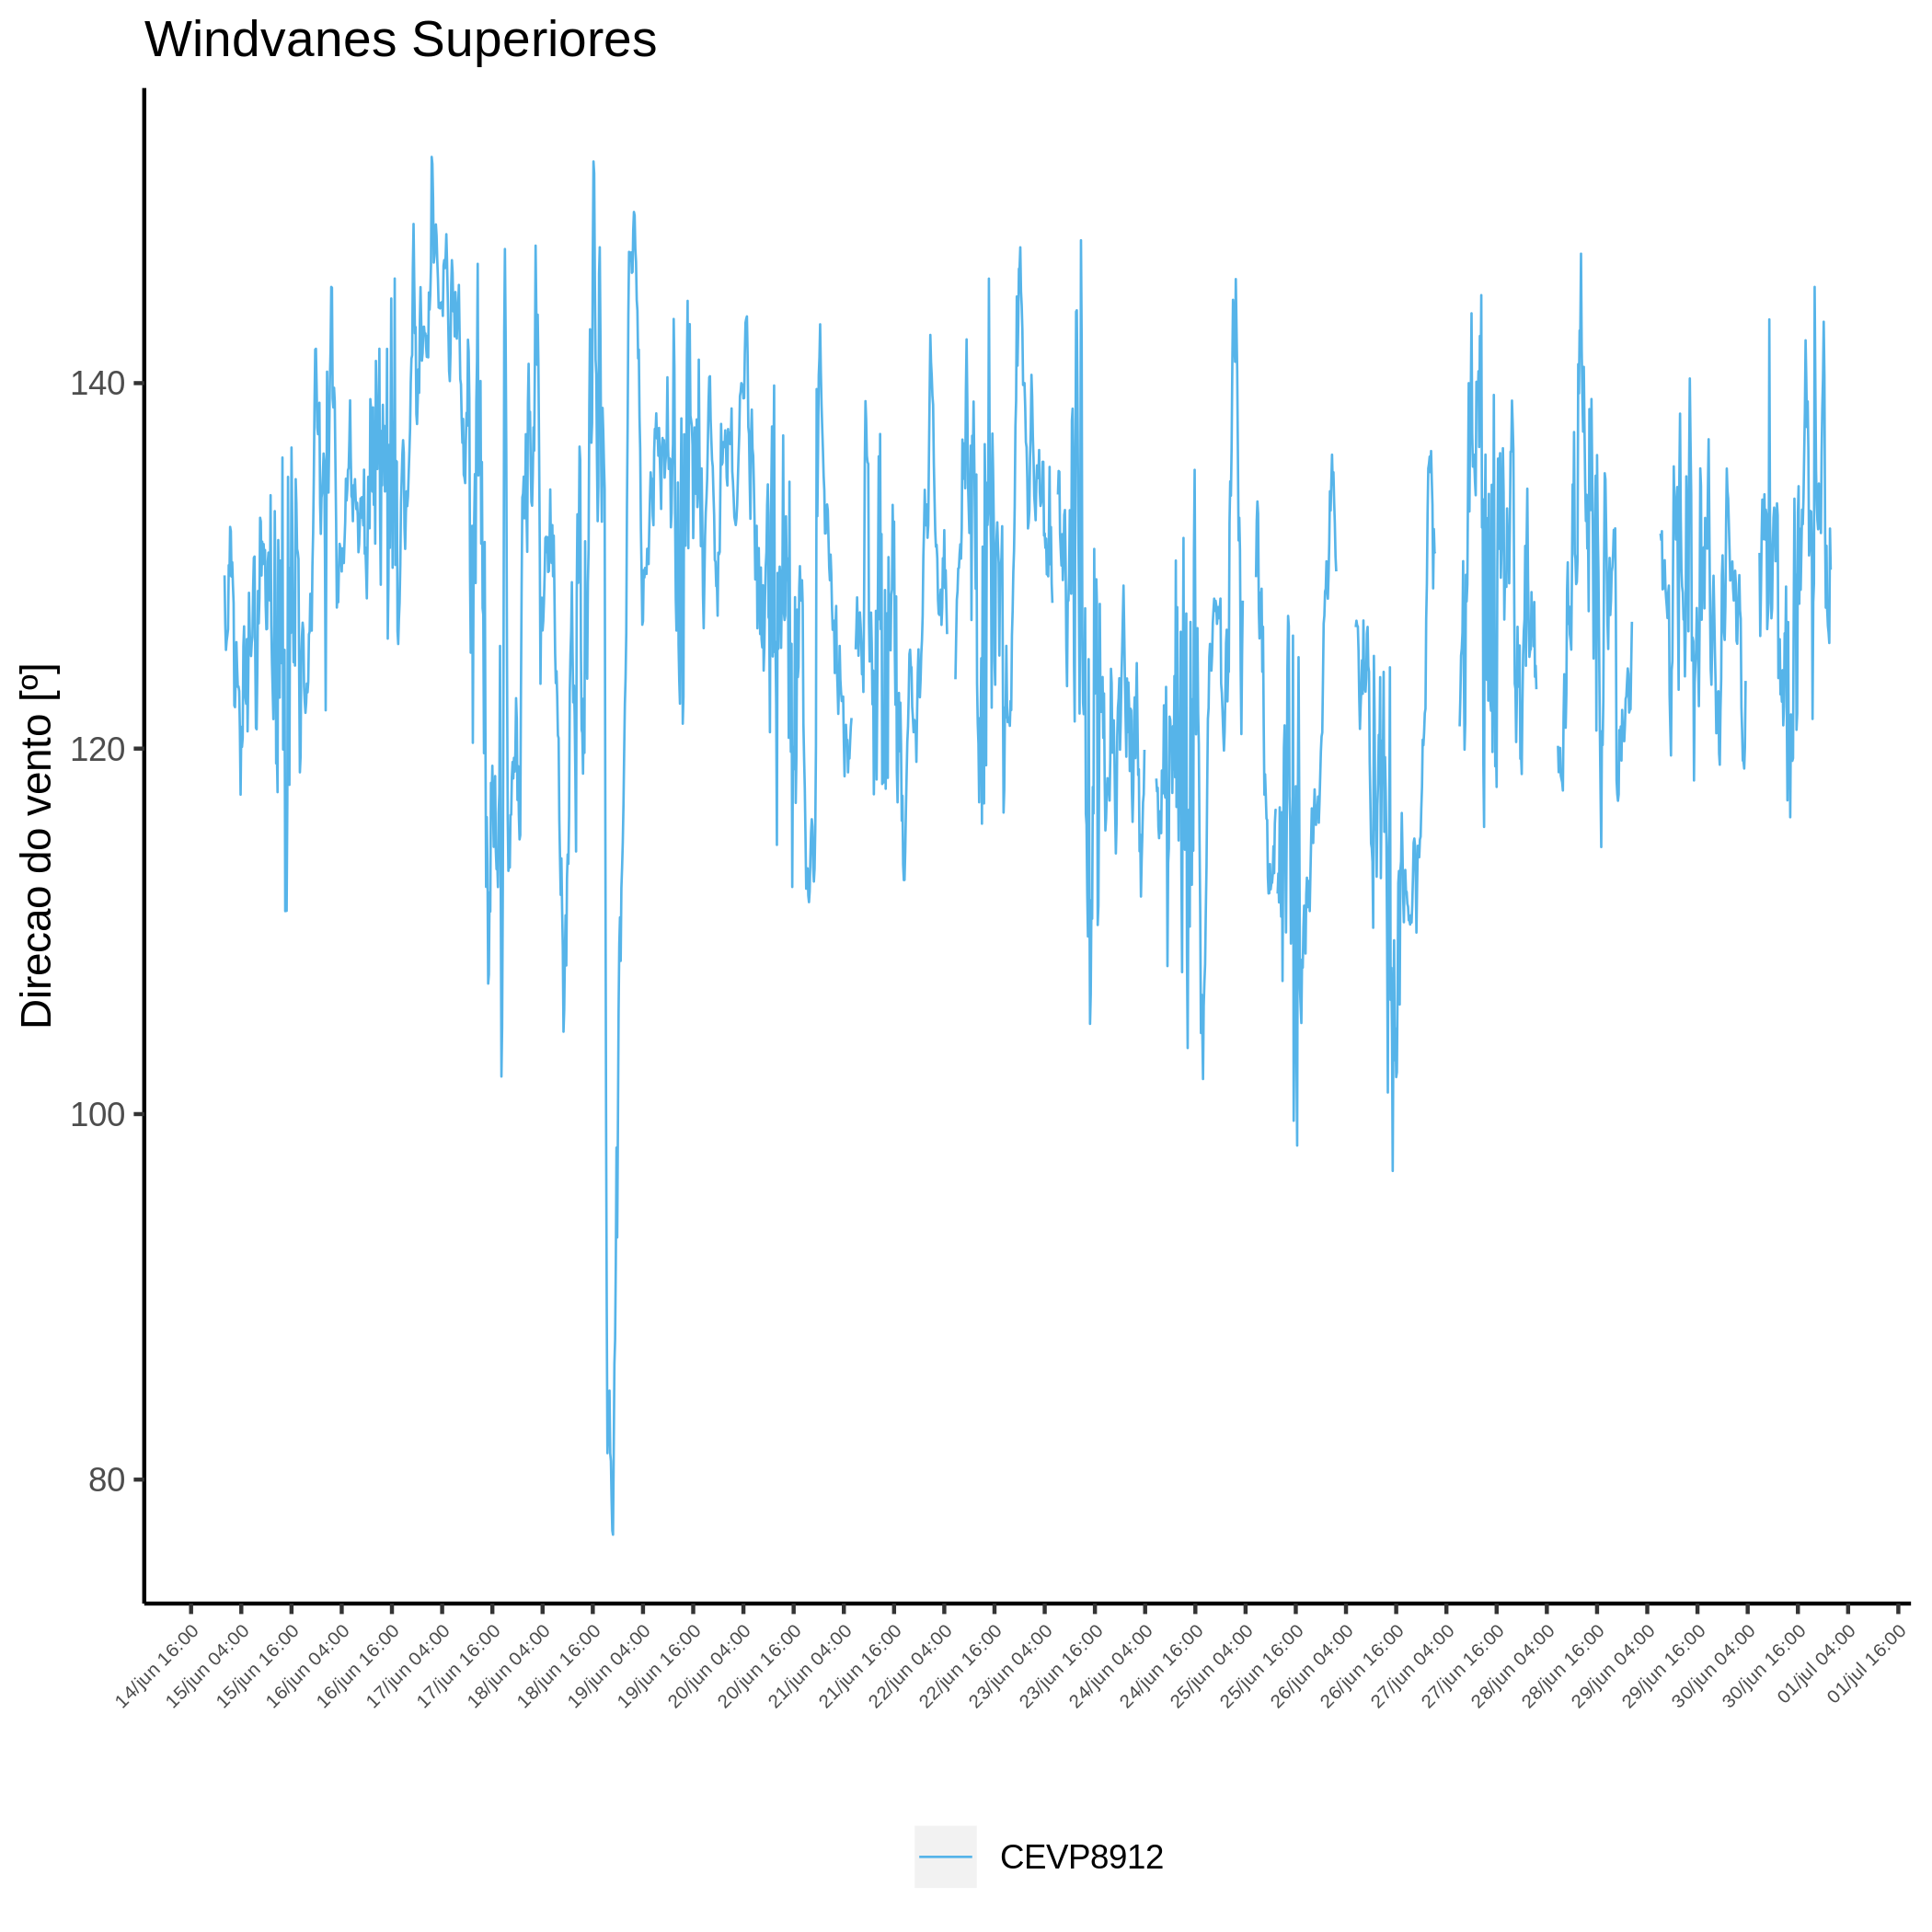 Windvanes Superiores
Direcao do vento [º]
140
120
100
80
14/jun 16:00
15/jun 04:00
15/jun 16:00
16/jun 04:00
16/jun 16:00
17/jun 04:00
17/jun 16:00
18/jun 04:00
18/jun 16:00
19/jun 04:00
19/jun 16:00
20/jun 04:00
20/jun 16:00
21/jun 04:00
21/jun 16:00
22/jun 04:00
22/jun 16:00
23/jun 04:00
23/jun 16:00
24/jun 04:00
24/jun 16:00
25/jun 04:00
25/jun 16:00
26/jun 04:00
26/jun 16:00
27/jun 04:00
27/jun 16:00
28/jun 04:00
28/jun 16:00
29/jun 04:00
29/jun 16:00
30/jun 04:00
30/jun 16:00
01/jul 04:00
01/jul 16:00
CEVP8912